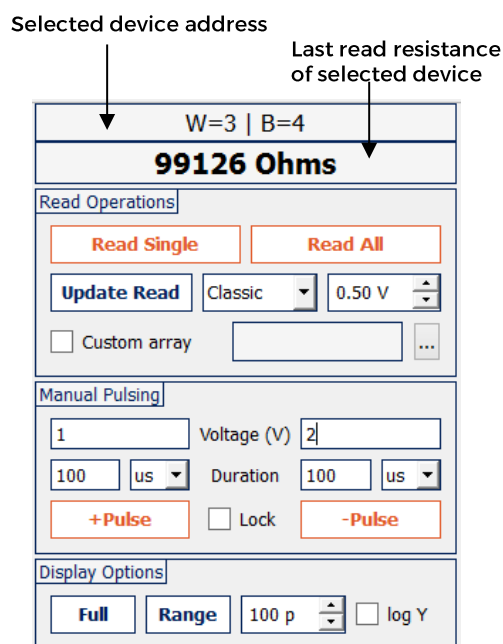 Selected device address
Last read resistance
of selected device
W=3 | B=4
99126 Ohms
Read Operations
Read Single Read All
Update Read Classic 0.50 V
Custom array ...
Manual Pulsing
1 Voltage (V) 2
100 us Duration 100 us
+Pulse Lock -Pulse
Display Options
Full Range 100 p log Y